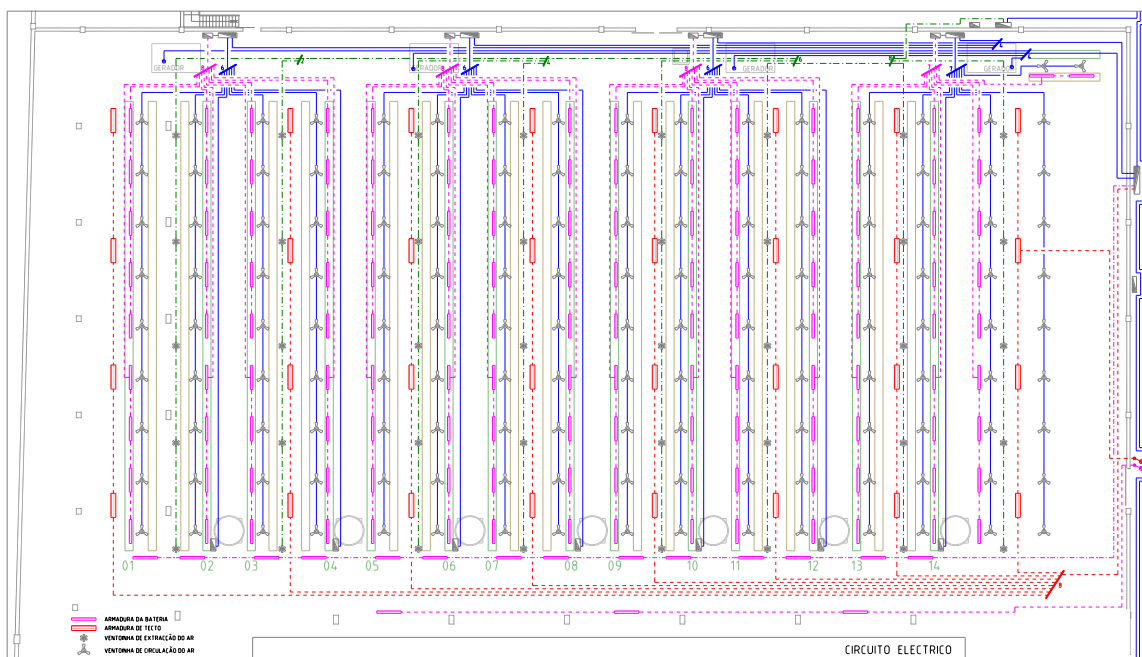 GERADOR GERADOR GERADOR GERADOR
01 02 03 04 05 06 07 08 09 10 11 12 13 14
ARMADURA DA BATERIA
ARMADURA DE TECTO
VENTOINHA DE EXTRACÇÃO DO AR
VENTOINHA DE CIRCULAÇÃO DO AR
CIRCUITO ELECTRICO